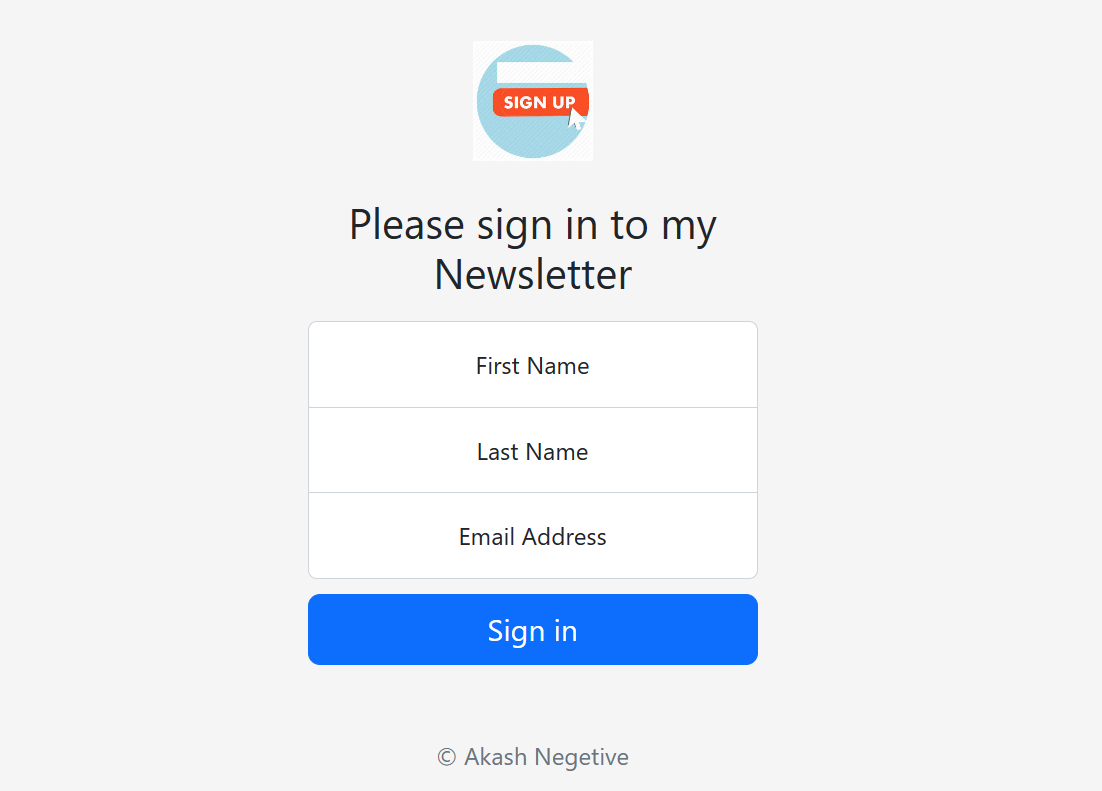 SIGN UP
Please sign in to my
Newsletter
First Name
Last Name
Email Address
Sign in
© Akash Negetive